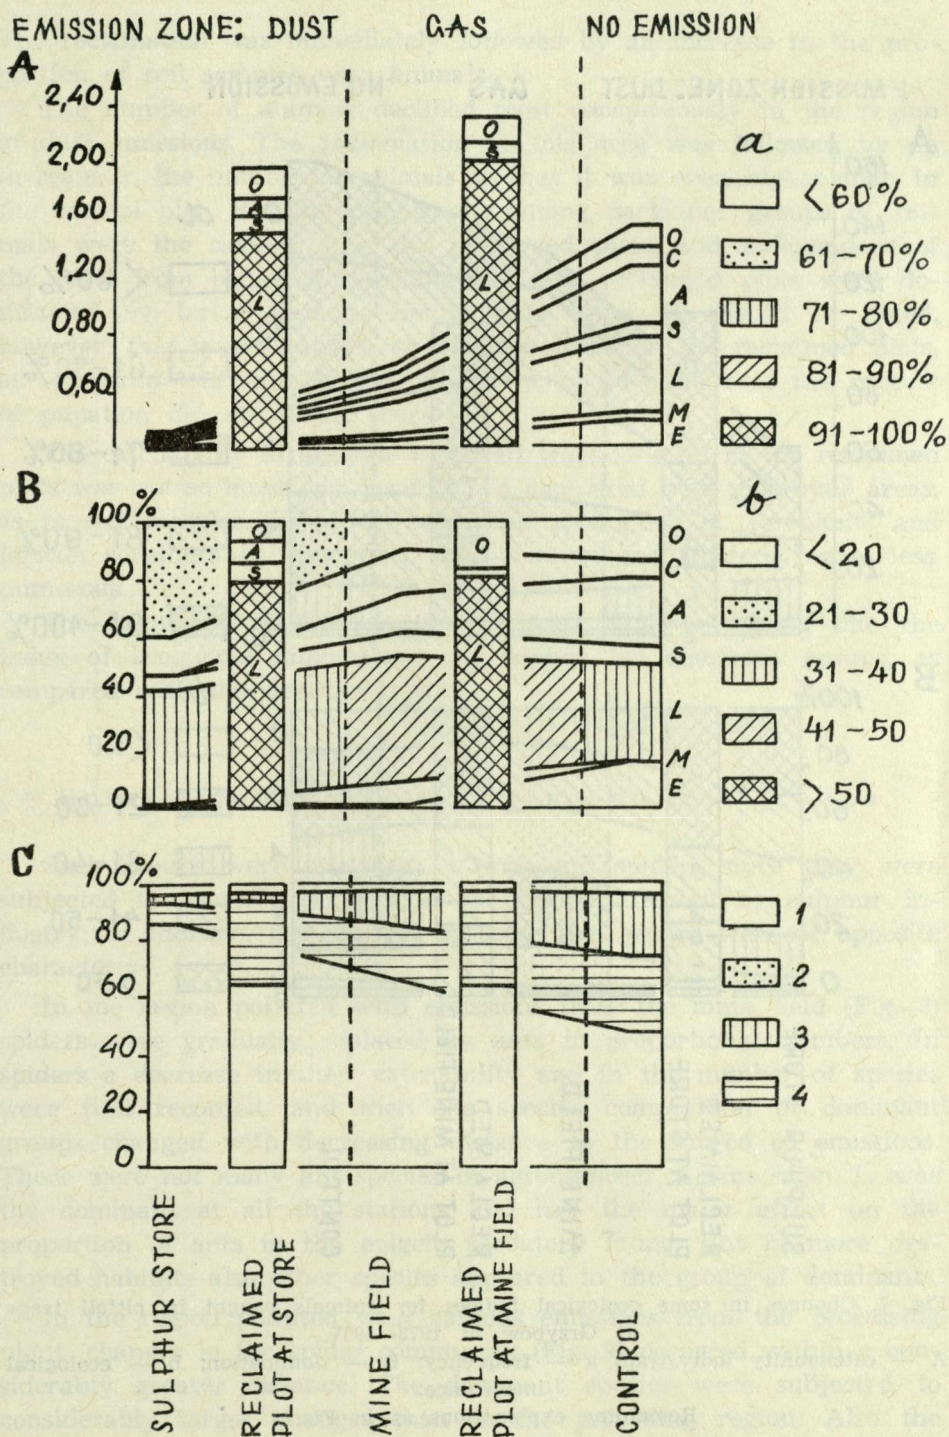 EMISSION ZONE: DUST GAS NO EMISSION
A
2,40
2,00
1,60
1,20
0,80
0,60
O
A
S
L
O
S
L
O
C
A
S
L
M
E
a
<60%
61-70%
71-80%
81-90%
91-100%
B
%
100
80
60
40
20
0
O
A
S
L
O
L
O
C
A
S
L
M
E
b
<20
21-30
31-40
41-50
>50
C
%
100
80
60
40
20
0
1
2
3
4
SULPHUR STORE
RECLAIMED
PLOT AT STORE
MINE FIELD
RECLAIMED
PLOT AT MINE FIELD
CONTROL